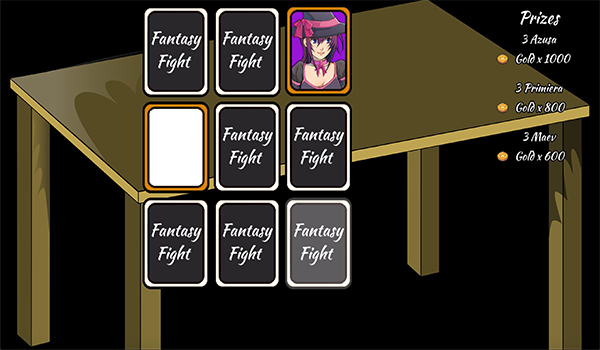 Fantasy
Fight
Fantasy
Fight
Fantasy
Fight
Fantasy
Fight
Fantasy
Fight
Fantasy
Fight
Fantasy
Fight
Prizes
3 Azusa
Gold x 1000
3 Primiera
Gold x 800
3 Maev
Gold x 600